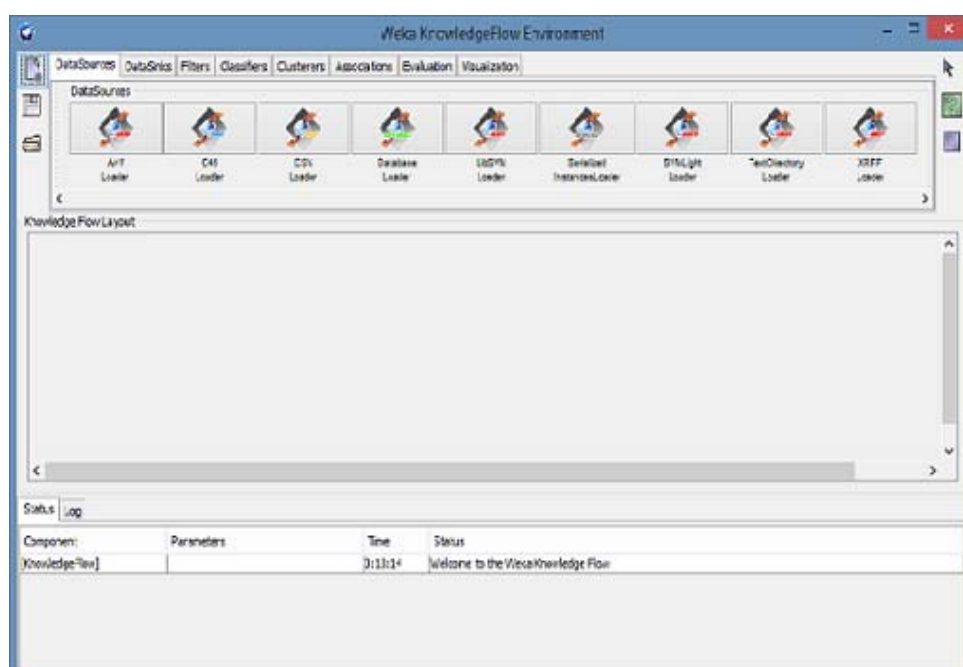 Weka KnowledgeFlow Environment
DataSources DataSinks Filters Classifiers Clusterers Associations Evaluation Visualization
DataSources
Arff Loader
C45 Loader
CSV Loader
Database Loader
LibSVM Loader
Serialized InstancesLoader
SVMLight Loader
TextDirectory Loader
XRFF Loader
Knowledge Flow Layout
Status Log
Component Parameters Time Status
[KnowledgeFlow] Welcome to the Weka Knowledge Flow